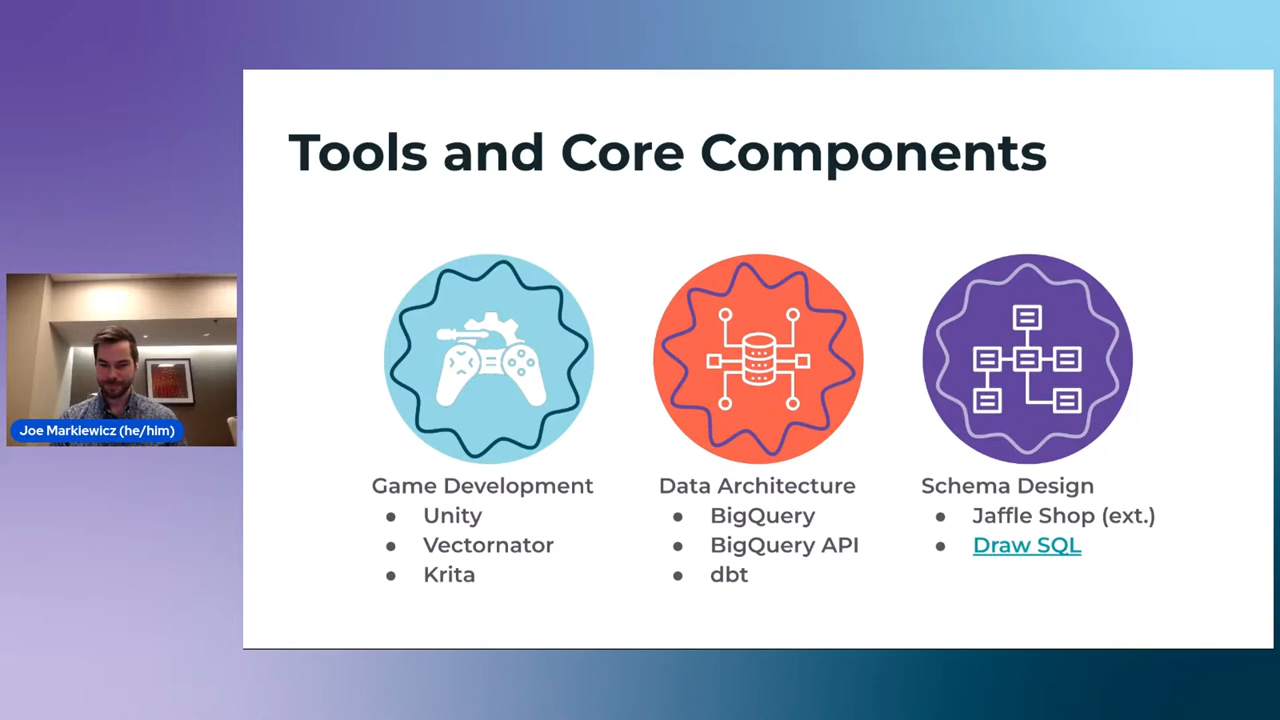 Tools and Core Components
Joe Markiewicz (he/him)
Game Development
● Unity
● Vectornator
● Krita
Data Architecture
● BigQuery
● BigQuery API
● dbt
Schema Design
● Jaffle Shop (ext.)
● Draw SQL